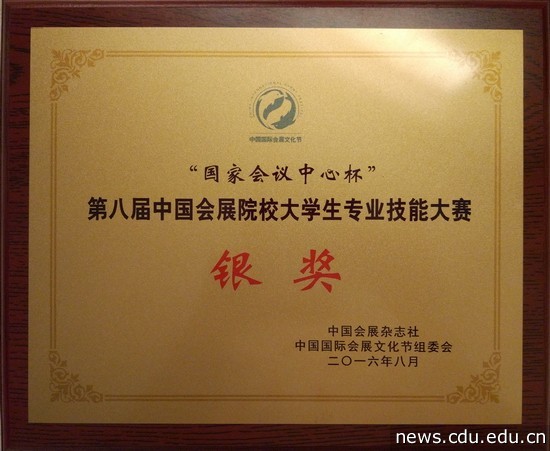 中国国际会展文化节
“国家会议中心杯”
第八届中国会展院校大学生专业技能大赛
银奖
中国会展杂志社
中国国际会展文化节组委会
二〇一六年八月
news.cdu.edu.cn